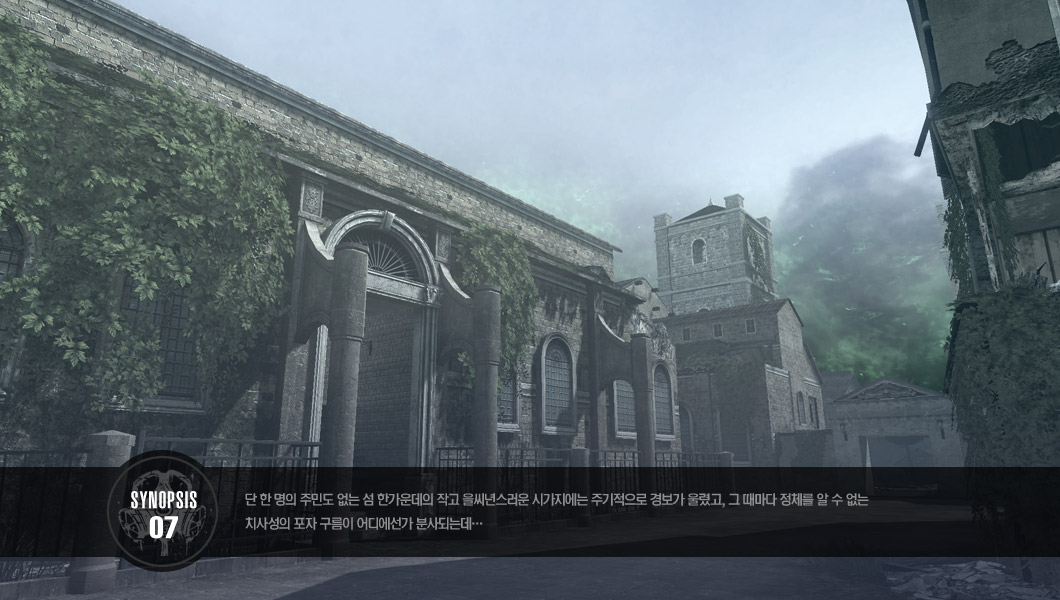 SYNOPSIS
07
단 한 명의 주민도 없는 섬 한가운데의 작고 을씨년스러운 시가지에는 주기적으로 경보가 울렸고, 그 때마다 정체를 알 수 없는
치사성의 포자 구름이 어디에선가 분사되는데…